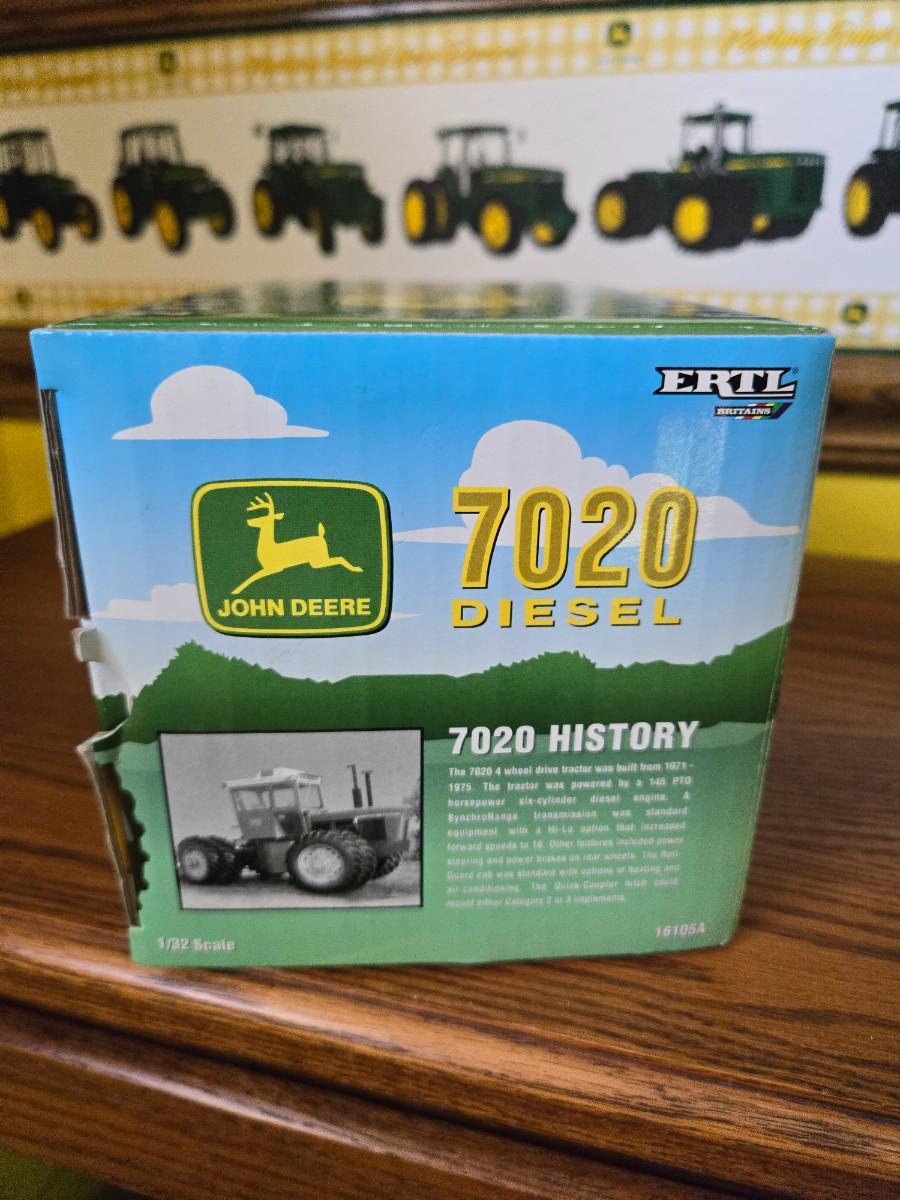 ERTL®
BRITAINS
7020
DIESEL
JOHN DEERE
7020 HISTORY
The 7020 4 wheel drive tractor was built from 1971 -
1975. The tractor was powered by a 145 PTO
horsepower six-cylinder diesel engine. A
SynchroRange transmission was standard
equipment with a Hi-Lo option that increased
forward speeds to 16. Other features included power
steering and power brakes on rear wheels. The Roll-
Guard cab was standard with options of heating and
air conditioning. The Quick-Coupler hitch could
mount either Category 2 or 3 implements.
1/32 Scale
16105A